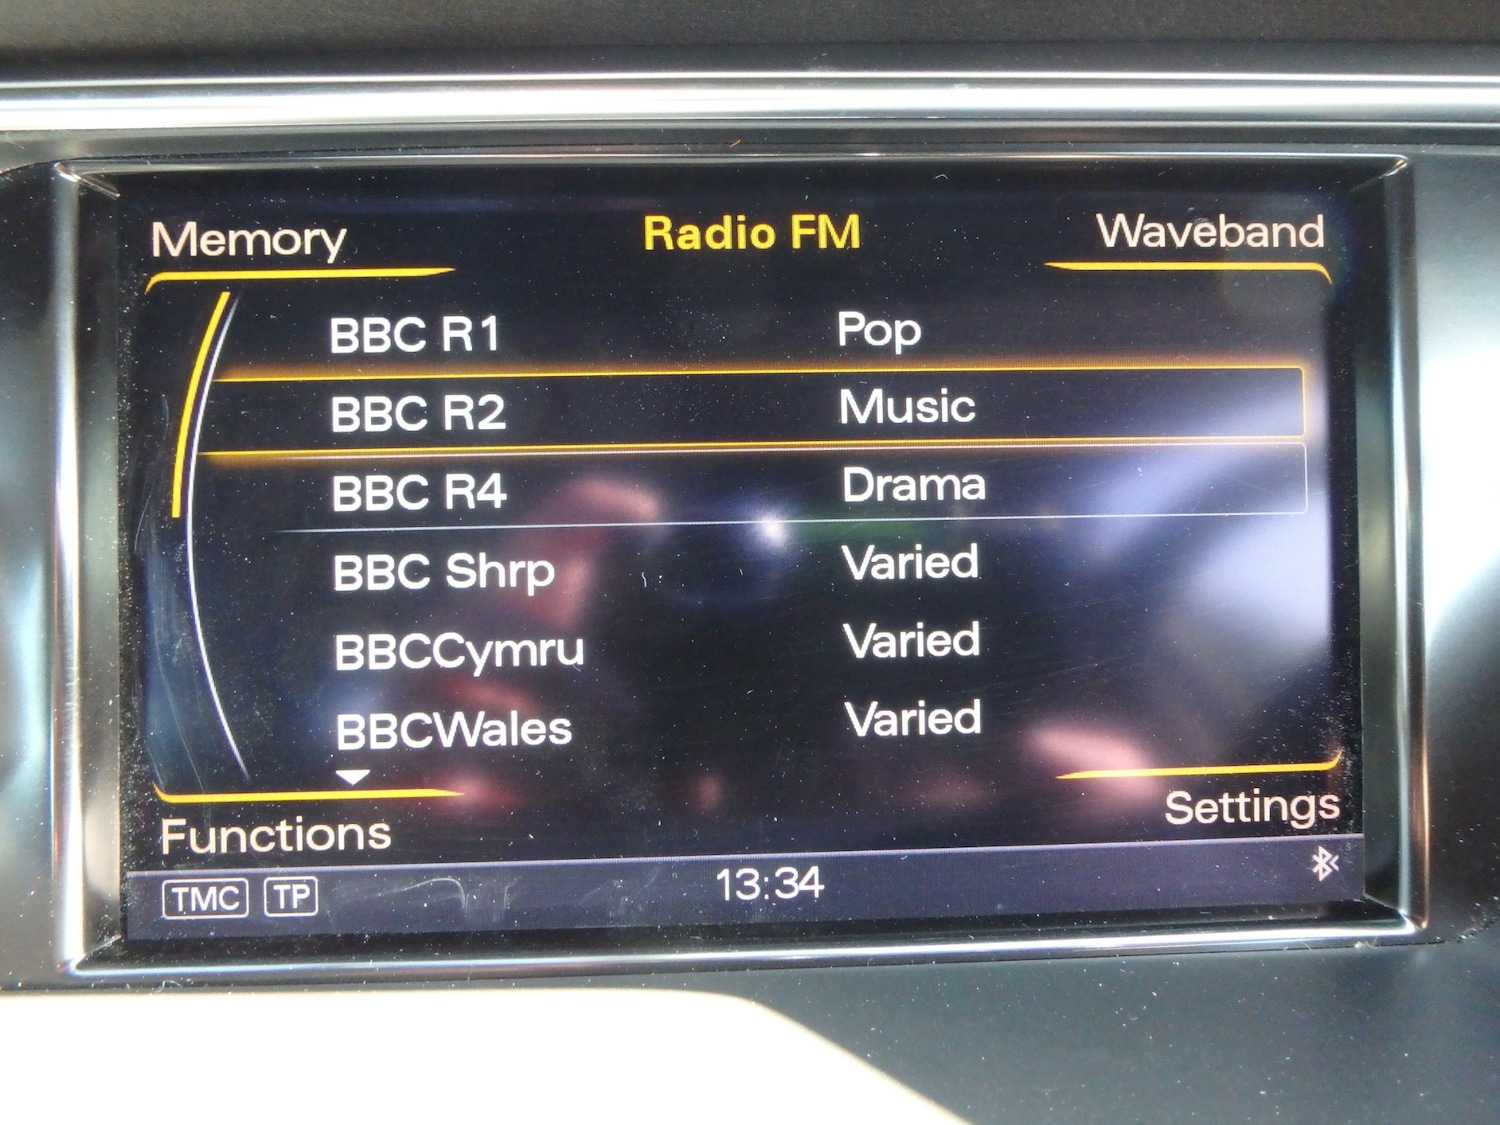 Memory Radio FM Waveband
BBC R1 Pop
BBC R2 Music
BBC R4 Drama
BBC Shrp Varied
BBCCymru Varied
BBCWales Varied
Functions Settings
TMC TP 13:34